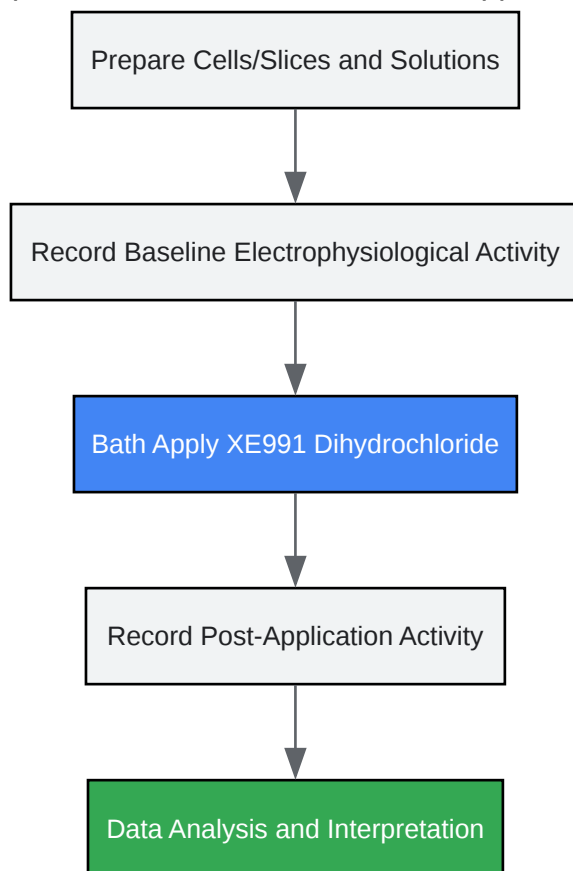 Prepare Cells/Slices and Solutions
Record Baseline Electrophysiological Activity
Bath Apply XE991 Dihydrochloride
Record Post-Application Activity
Data Analysis and Interpretation